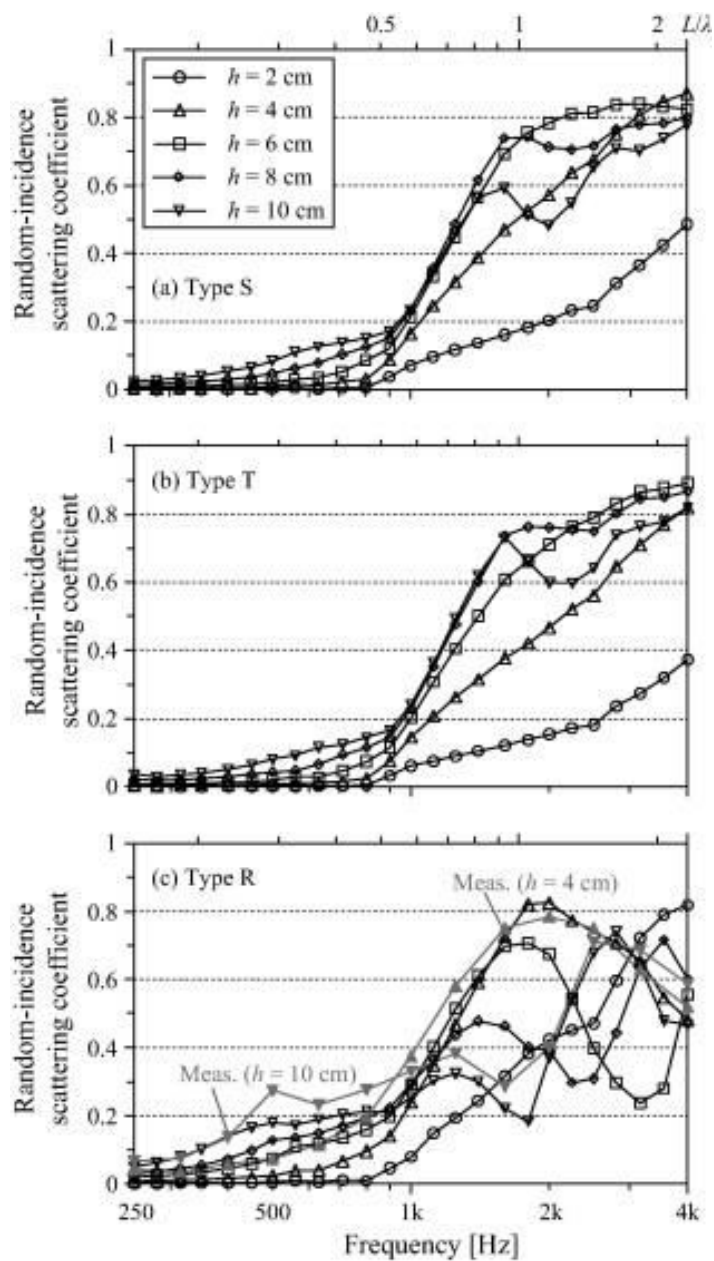 0.5 1 2 L/λ
1
h = 2 cm
h = 4 cm
h = 6 cm
h = 8 cm
h = 10 cm
0.8
0.6
0.4
0.2
0
Random-incidence
scattering coefficient
(a) Type S
1
0.8
0.6
0.4
0.2
0
Random-incidence
scattering coefficient
(b) Type T
1
0.8
0.6
0.4
0.2
0
Random-incidence
scattering coefficient
(c) Type R
Meas. (h = 4 cm)
Meas. (h = 10 cm)
250 500 1k 2k 4k
Frequency [Hz]